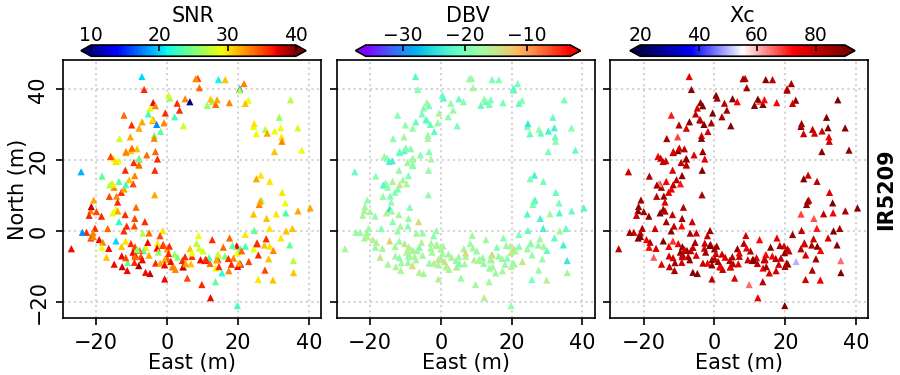 SNR DBV Xc
10 20 30 40 −30 −20 −10 20 40 60 80
40
20
0
−20
North (m)
IR5209
−20 0 20 40 −20 0 20 40 −20 0 20 40
East (m) East (m) East (m)